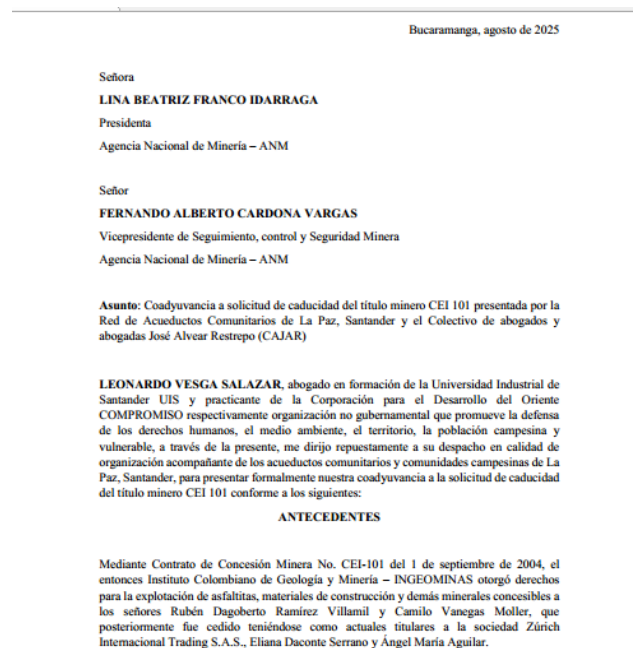 Bucaramanga, agosto de 2025
Señora
LINA BEATRIZ FRANCO IDARRAGA
Presidenta
Agencia Nacional de Minería – ANM
Señor
FERNANDO ALBERTO CARDONA VARGAS
Vicepresidente de Seguimiento, control y Seguridad Minera
Agencia Nacional de Minería – ANM
Asunto: Coadyuvancia a solicitud de caducidad del título minero CEI 101 presentada por la
Red de Acueductos Comunitarios de La Paz, Santander y el Colectivo de abogados y
abogadas José Alvear Restrepo (CAJAR)
LEONARDO VESGA SALAZAR, abogado en formación de la Universidad Industrial de
Santander UIS y practicante de la Corporación para el Desarrollo del Oriente
COMPROMISO respectivamente organización no gubernamental que promueve la defensa
de los derechos humanos, el medio ambiente, el territorio, la población campesina y
vulnerable, a través de la presente, me dirijo repuestamente a su despacho en calidad de
organización acompañante de los acueductos comunitarios y comunidades campesinas de La
Paz, Santander, para presentar formalmente nuestra coadyuvancia a la solicitud de caducidad
del título minero CEI 101 conforme a los siguientes:
ANTECEDENTES
Mediante Contrato de Concesión Minera No. CEI-101 del 1 de septiembre de 2004, el
entonces Instituto Colombiano de Geología y Minería – INGEOMINAS otorgó derechos
para la explotación de asfaltitas, materiales de construcción y demás minerales concesibles a
los señores Rubén Dagoberto Ramírez Villamil y Camilo Vanegas Moller, que
posteriormente fue cedido teniéndose como actuales titulares a la sociedad Zúrich
Internacional Trading S.A.S., Eliana Daconte Serrano y Ángel María Aguilar.